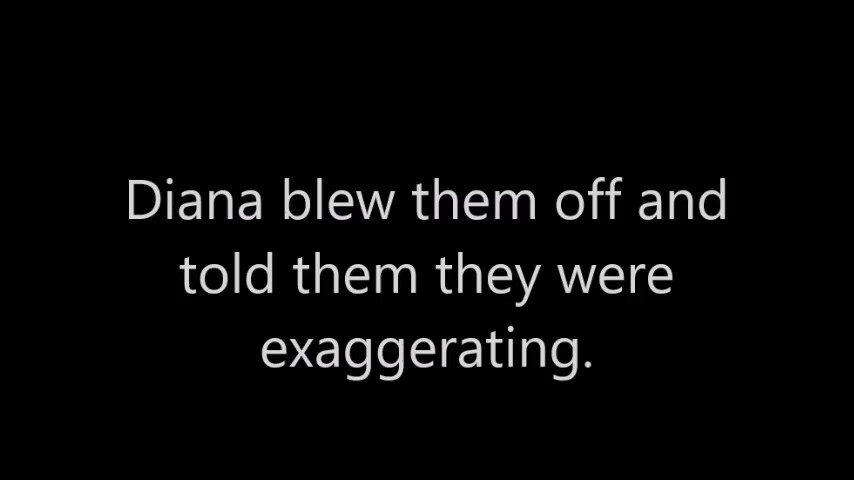 Diana blew them off and
told them they were
exaggerating.